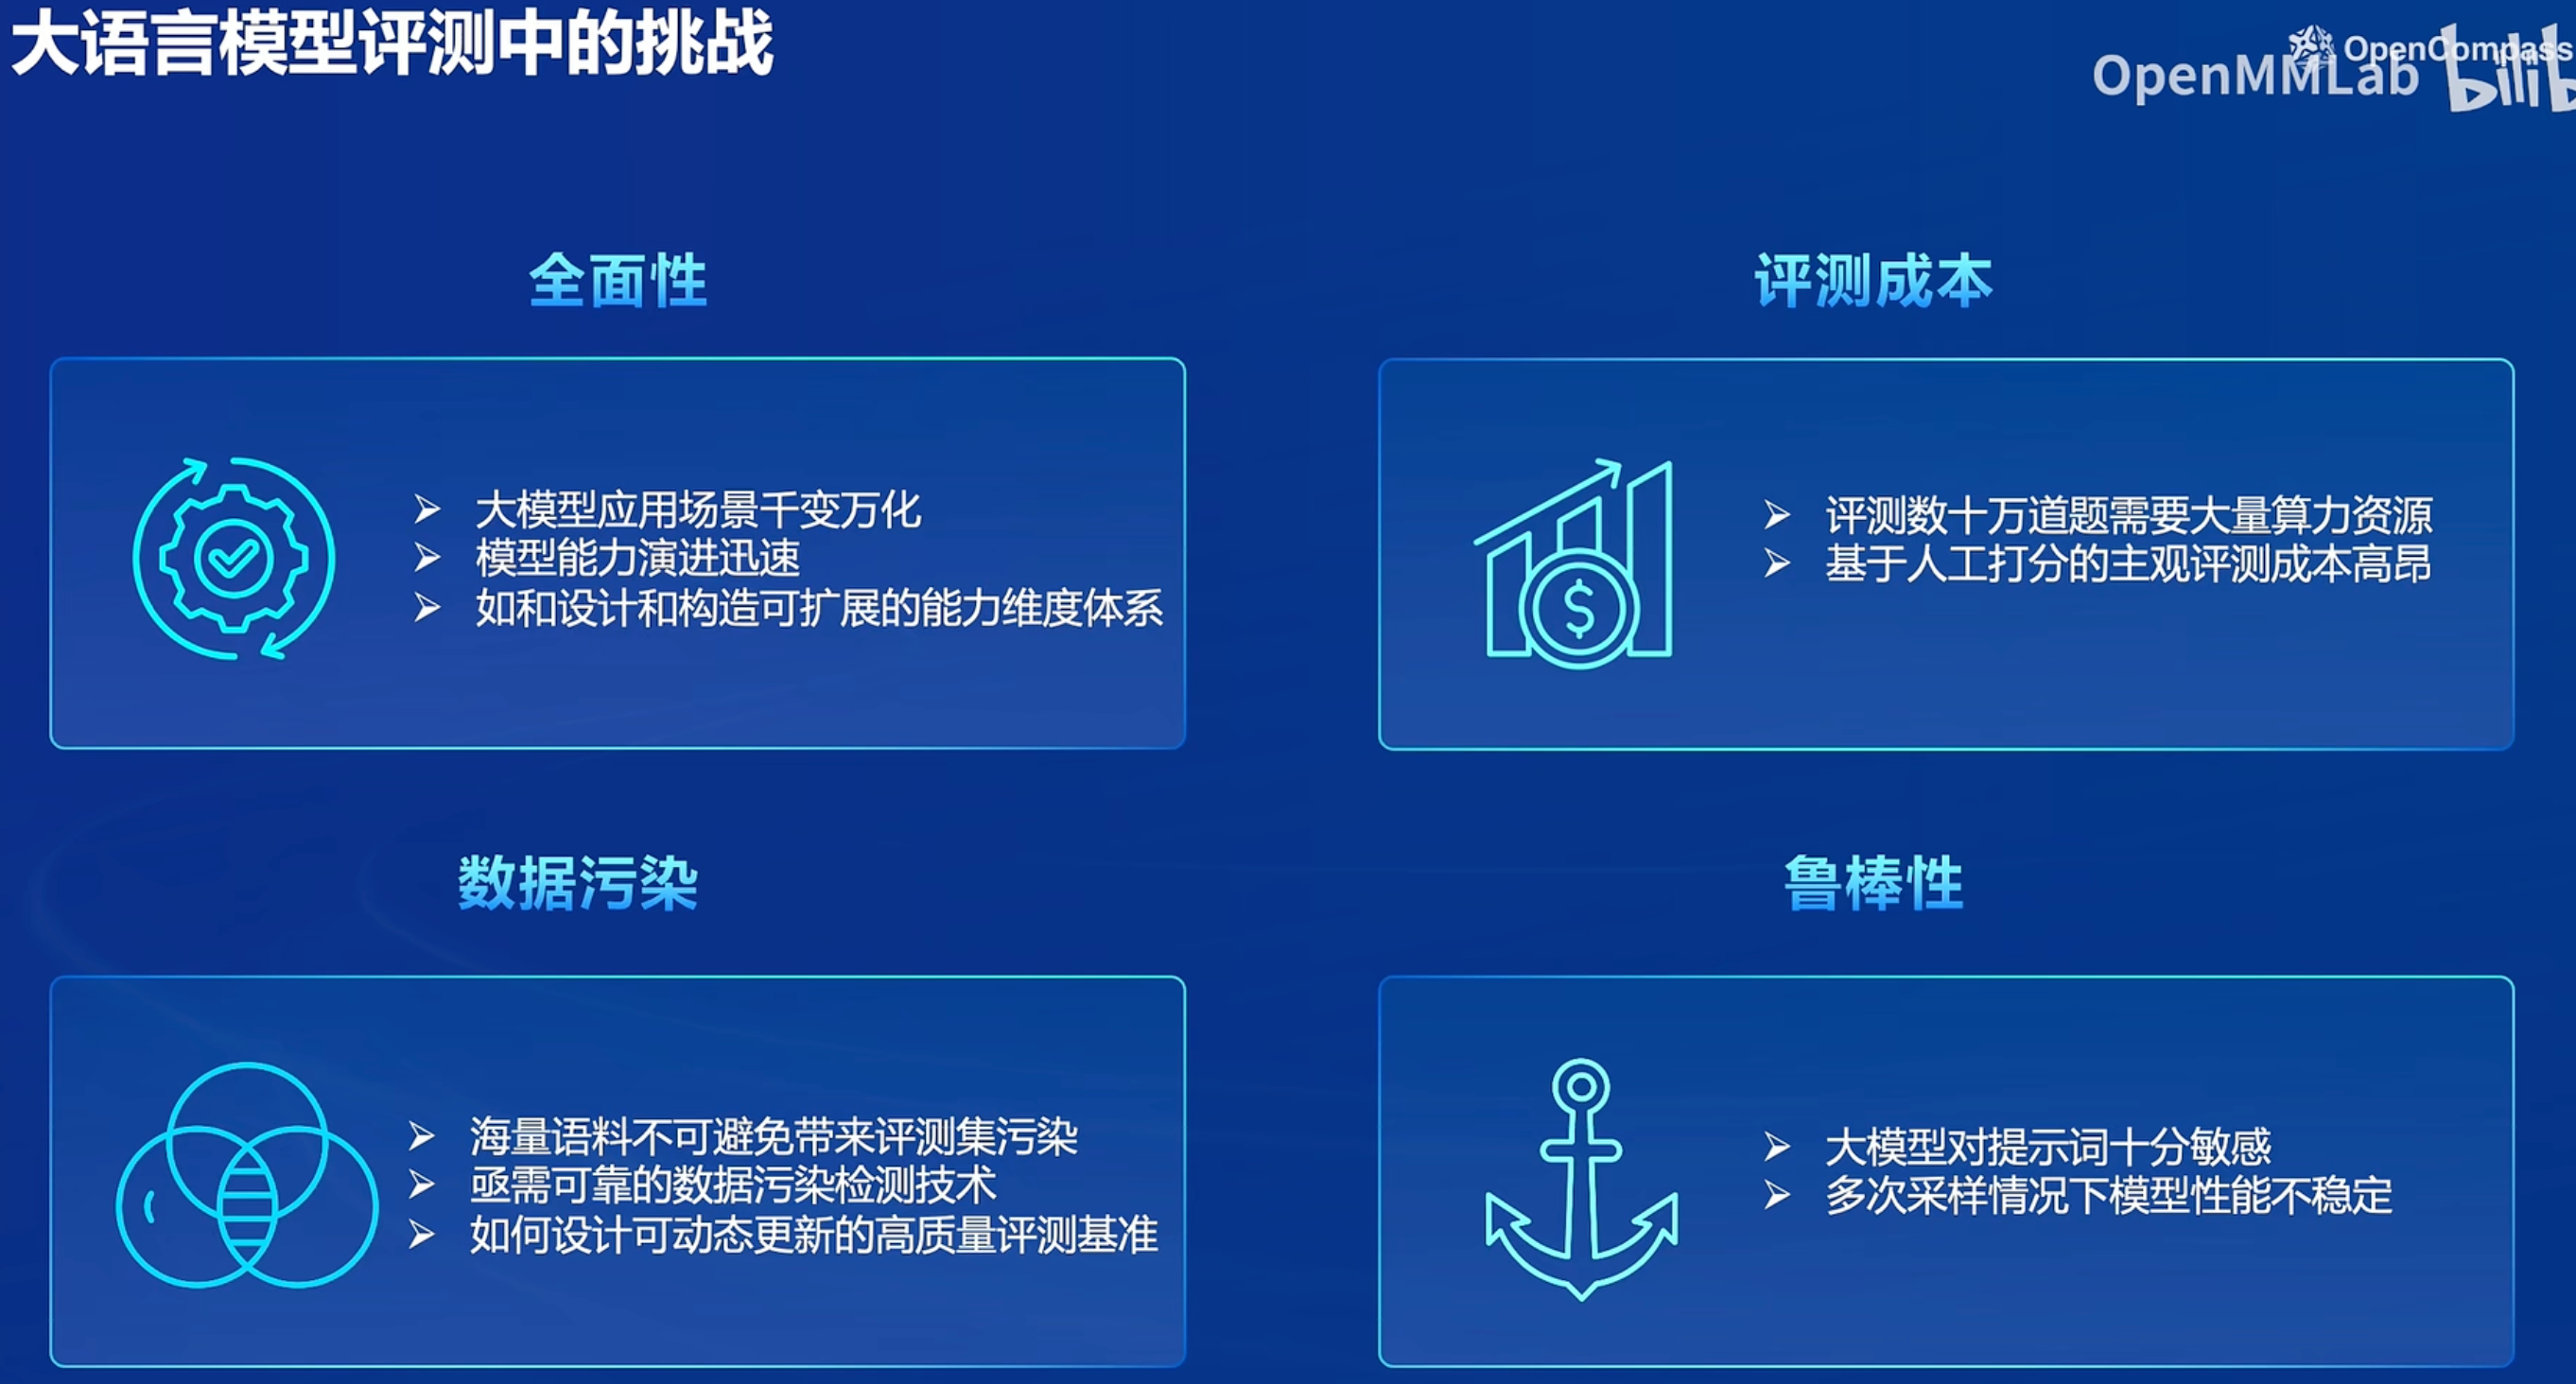 大语言模型评测中的挑战
OpenCompass
OpenMMLab
全面性
➢ 大模型应用场景千变万化
➢ 模型能力演进迅速
➢ 如和设计和构造可扩展的能力维度体系
评测成本
$
➢ 评测数十万道题需要大量算力资源
➢ 基于人工打分的主观评测成本高昂
数据污染
➢ 海量语料不可避免带来评测集污染
➢ 亟需可靠的数据污染检测技术
➢ 如何设计可动态更新的高质量评测基准
鲁棒性
➢ 大模型对提示词十分敏感
➢ 多次采样情况下模型性能不稳定